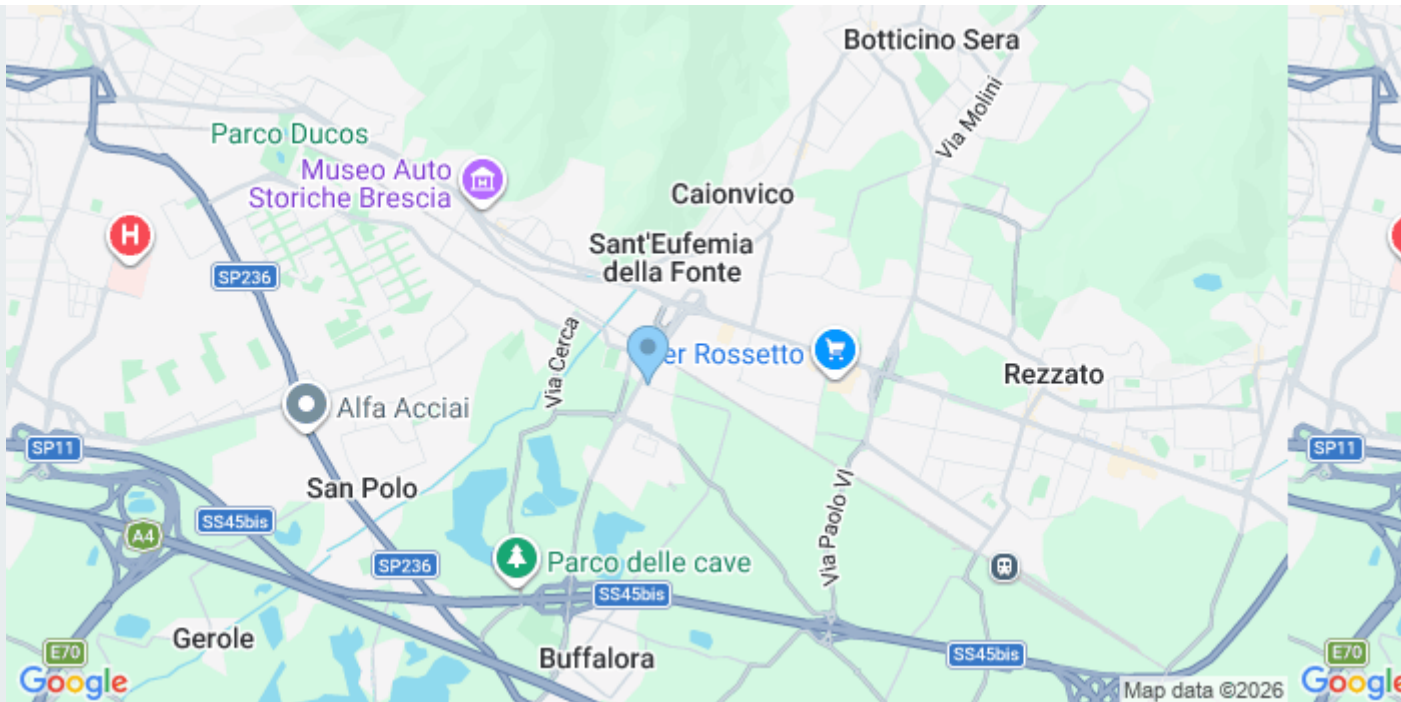 Botticino Sera
Via Molini
Parco Ducos
Museo Auto
Storiche Brescia
Caionvico
H
Sant'Eufemia
della Fonte
SP236
Via Cerca
er Rossetto
Rezzato
Alfa Acciai
SP11
SP11
San Polo
Via Paolo VI
SS45bis
A4
SP236
Parco delle cave
SS45bis
Gerole
E70
Buffalora
SS45bis
E70
Google
Map data ©2026
Google